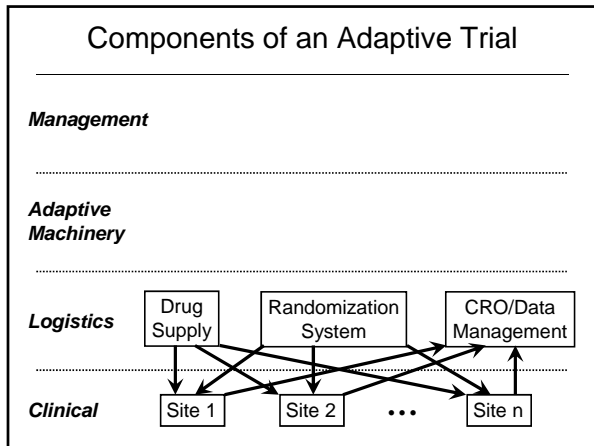 Components of an Adaptive Trial
Management
Adaptive
Machinery
Logistics
Drug
Supply
Randomization
System
CRO/Data
Management
Clinical
Site 1
Site 2
•••
Site n